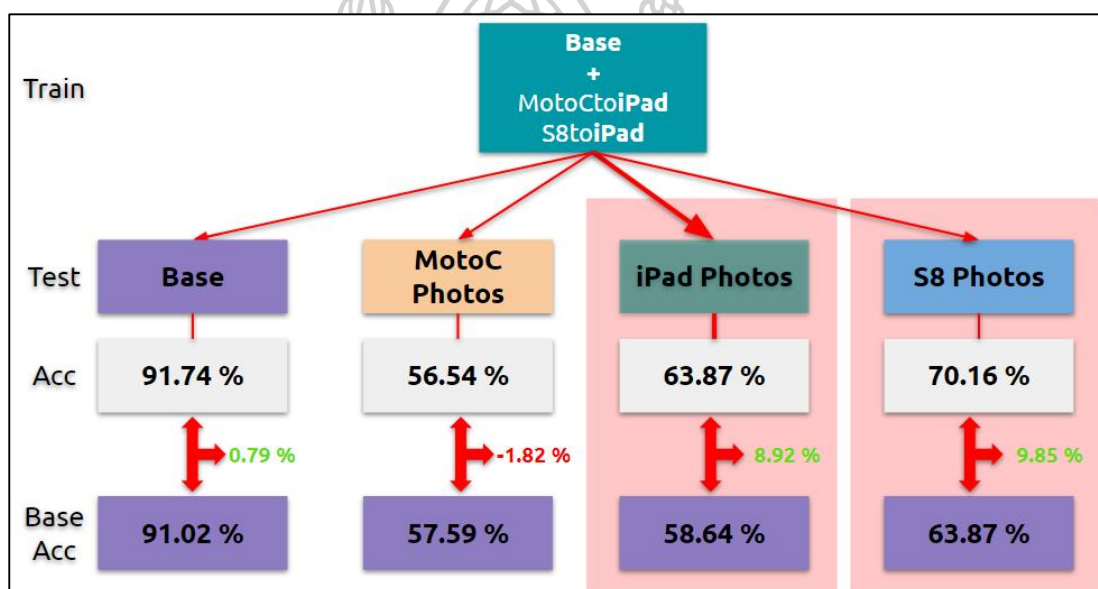 Train
Base
+
MotoCtoiPad
S8toiPad
Test
Base
MotoC
Photos
iPad Photos
S8 Photos
Acc
91.74 %
56.54 %
63.87 %
70.16 %
0.79 %
-1.82 %
8.92 %
9.85 %
Base
Acc
91.02 %
57.59 %
58.64 %
63.87 %